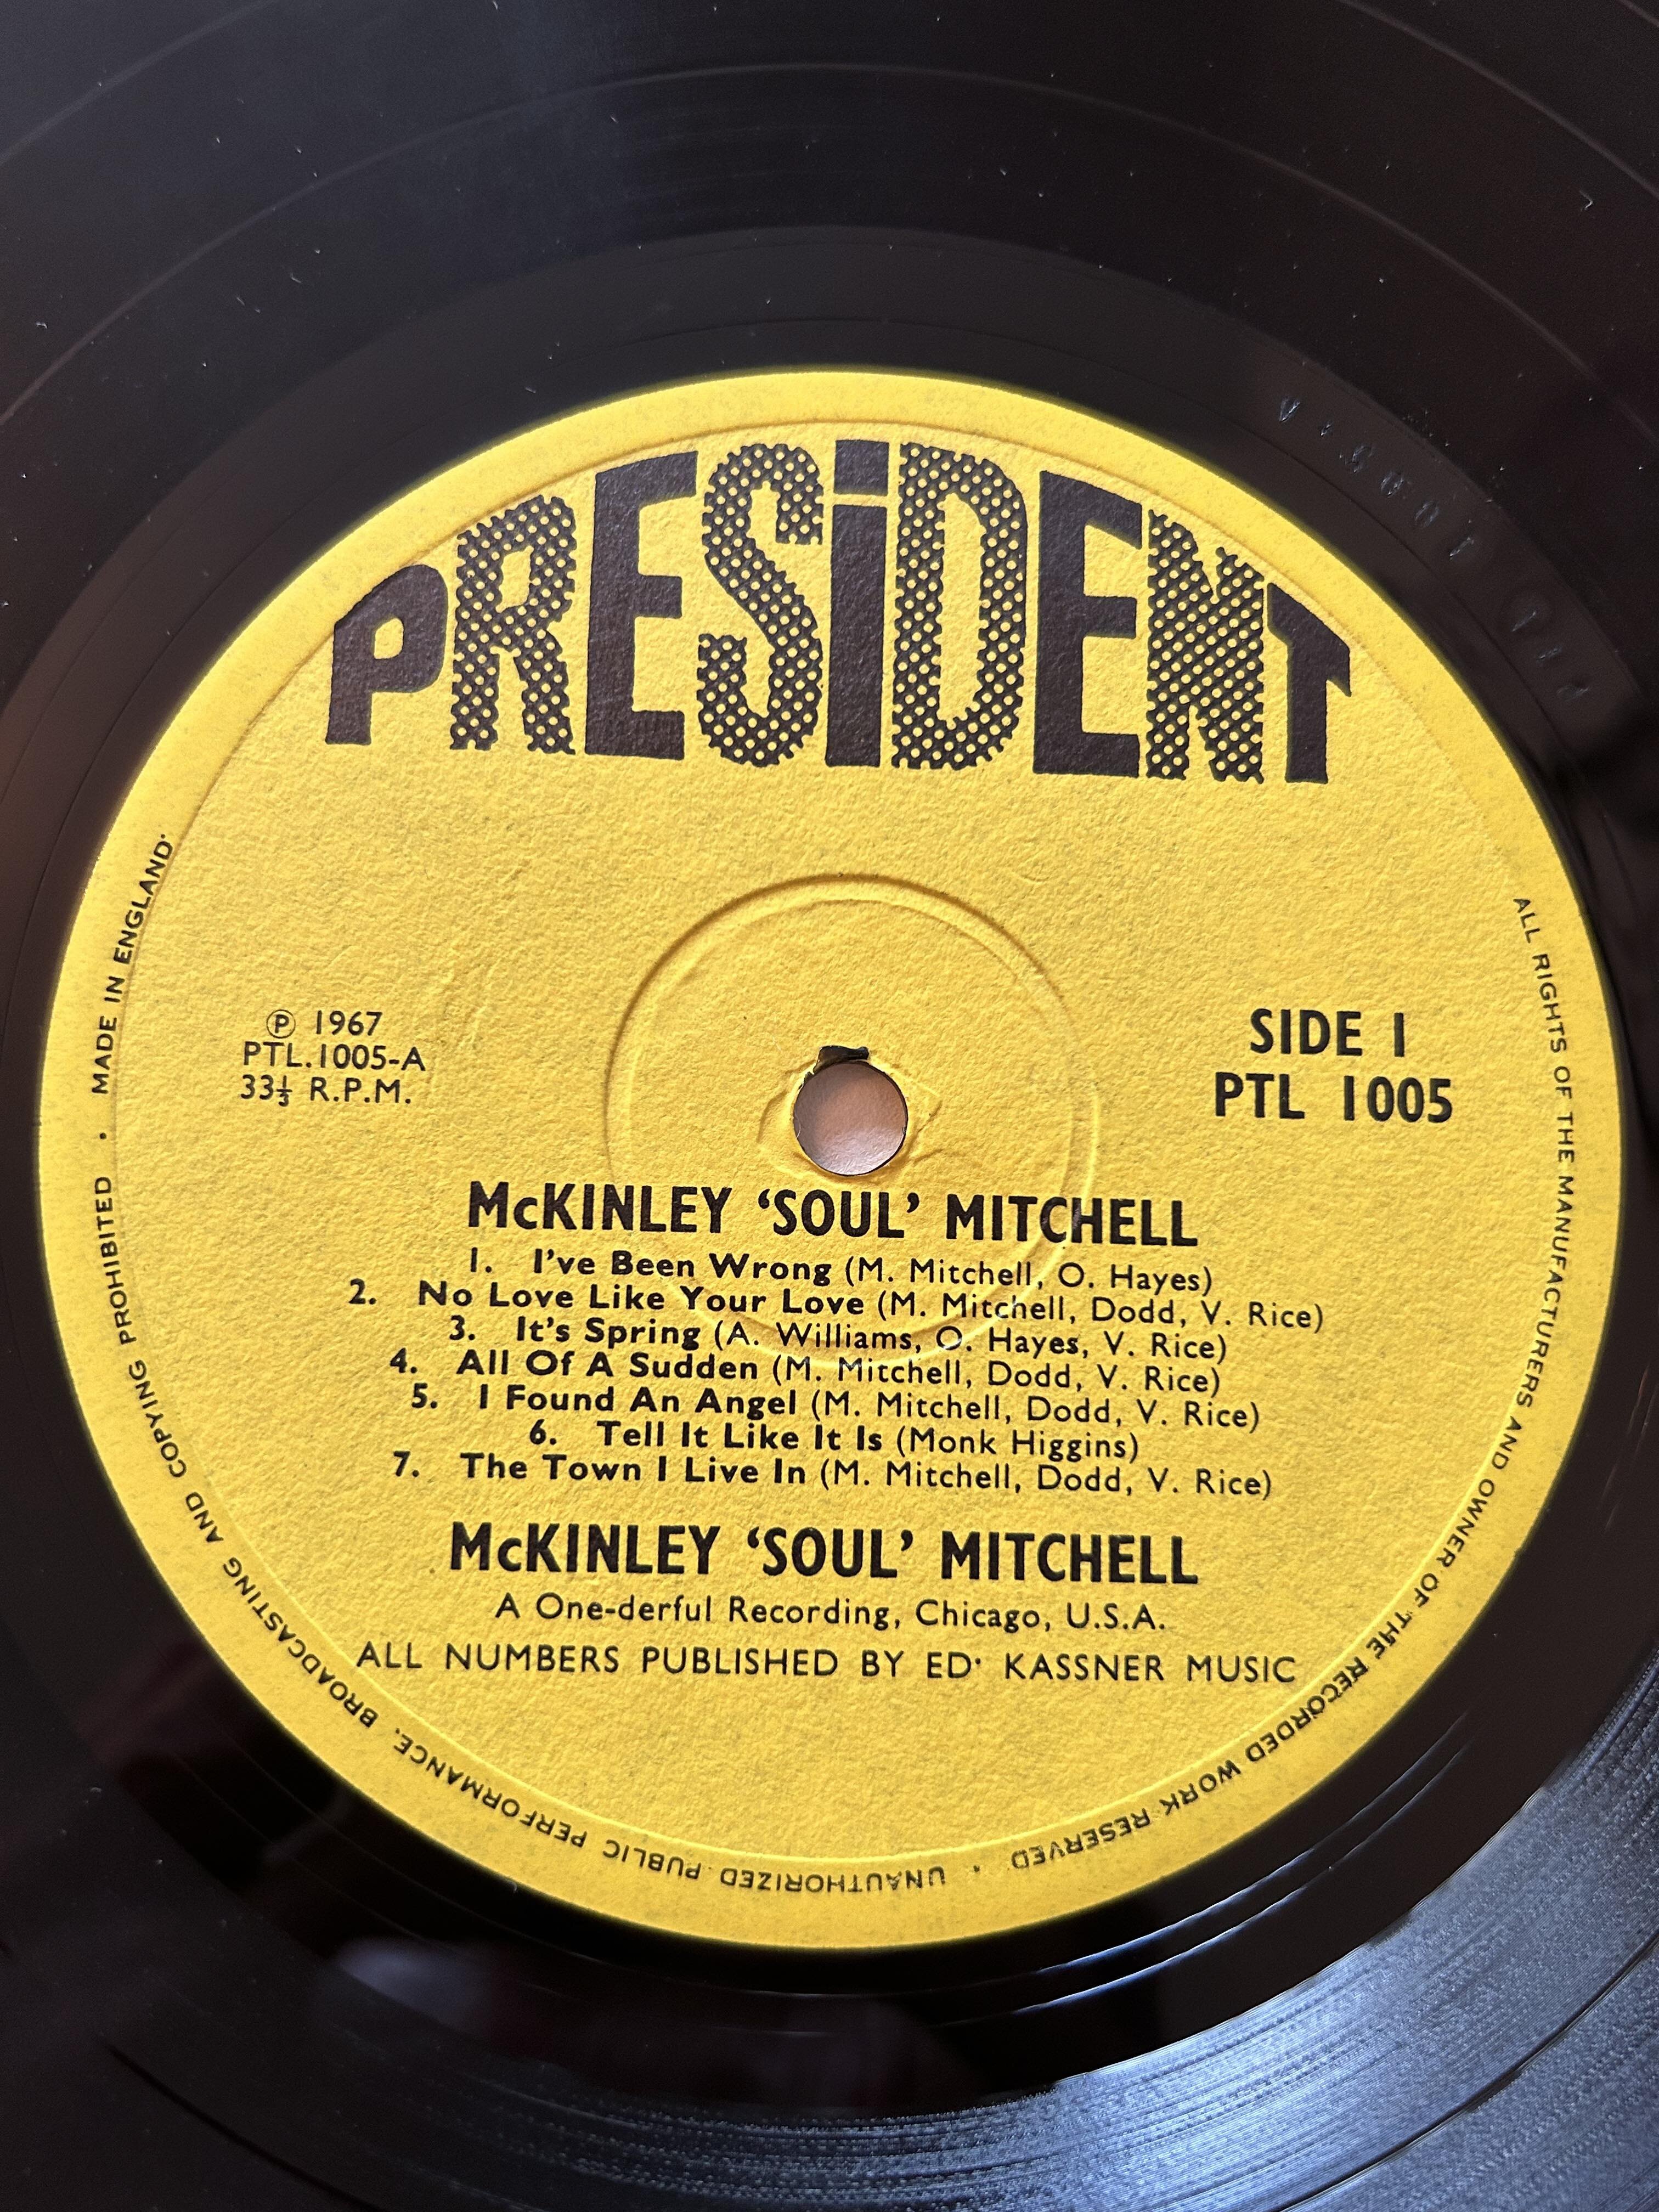 PRESiDENT
℗ 1967
PTL.1005-A
33⅓ R.P.M.
SIDE 1
PTL 1005
McKINLEY ‘SOUL’ MITCHELL
1. I've Been Wrong (M. Mitchell, O. Hayes)
2. No Love Like Your Love (M. Mitchell, Dodd, V. Rice)
3. It's Spring (A. Williams, O. Hayes, V. Rice)
4. All Of A Sudden (M. Mitchell, Dodd, V. Rice)
5. I Found An Angel (M. Mitchell, Dodd, V. Rice)
6. Tell It Like It Is (Monk Higgins)
7. The Town I Live In (M. Mitchell, Dodd, V. Rice)
McKINLEY ‘SOUL’ MITCHELL
A One-derful Recording, Chicago, U.S.A.
ALL NUMBERS PUBLISHED BY ED· KASSNER MUSIC
ALL RIGHTS OF THE MANUFACTURERS AND OWNER OF THE RECORDED WORK RESERVED · UNAUTHORIZED PUBLIC PERFORMANCE, BROADCASTING AND COPYING PROHIBITED · MADE IN ENGLAND·